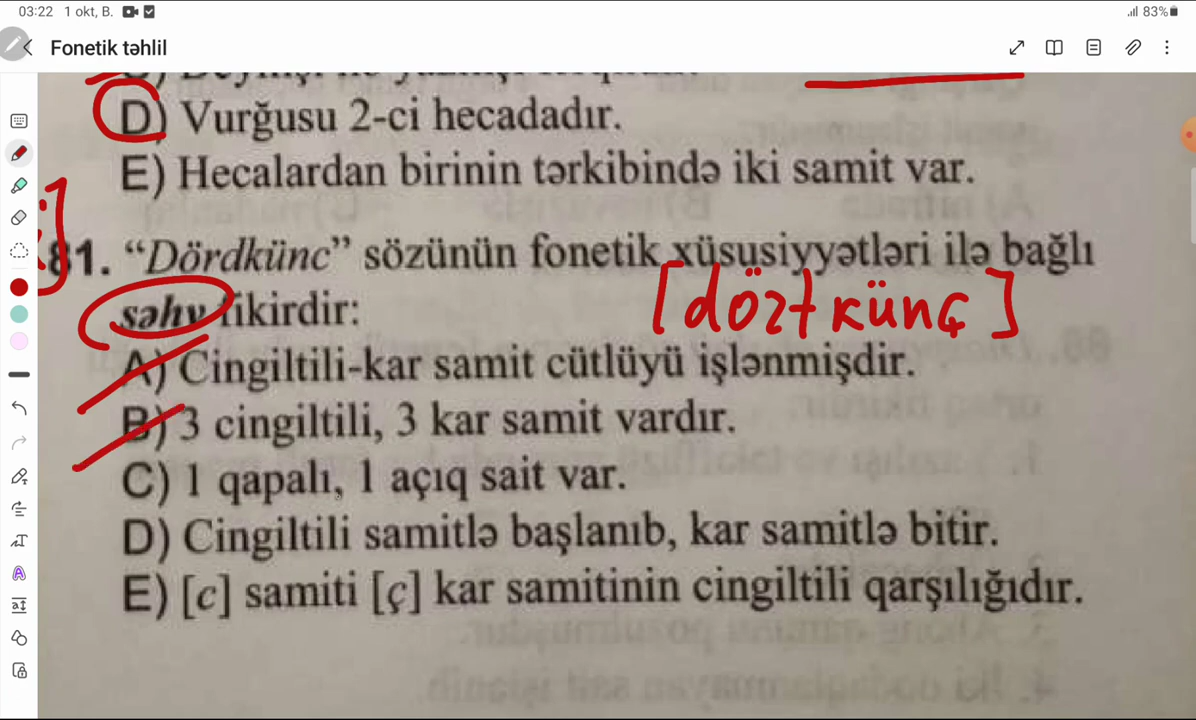 03:22 1 okt, B. 83%
Fonetik təhlil
D) Vurğusu 2-ci hecadadır.
E) Hecalardan birinin tərkibində iki samit var.
81. “Dördkünc” sözünün fonetik xüsusiyyətləri ilə bağlı
səhv fikirdir:
[dörtkünç]
A) Cingiltili-kar samit cütlüyü işlənmişdir.
B) 3 cingiltili, 3 kar samit vardır.
C) 1 qapalı, 1 açıq sait var.
D) Cingiltili samitlə başlanıb, kar samitlə bitir.
E) [c] samiti [ç] kar samitinin cingiltili qarşılığıdır.